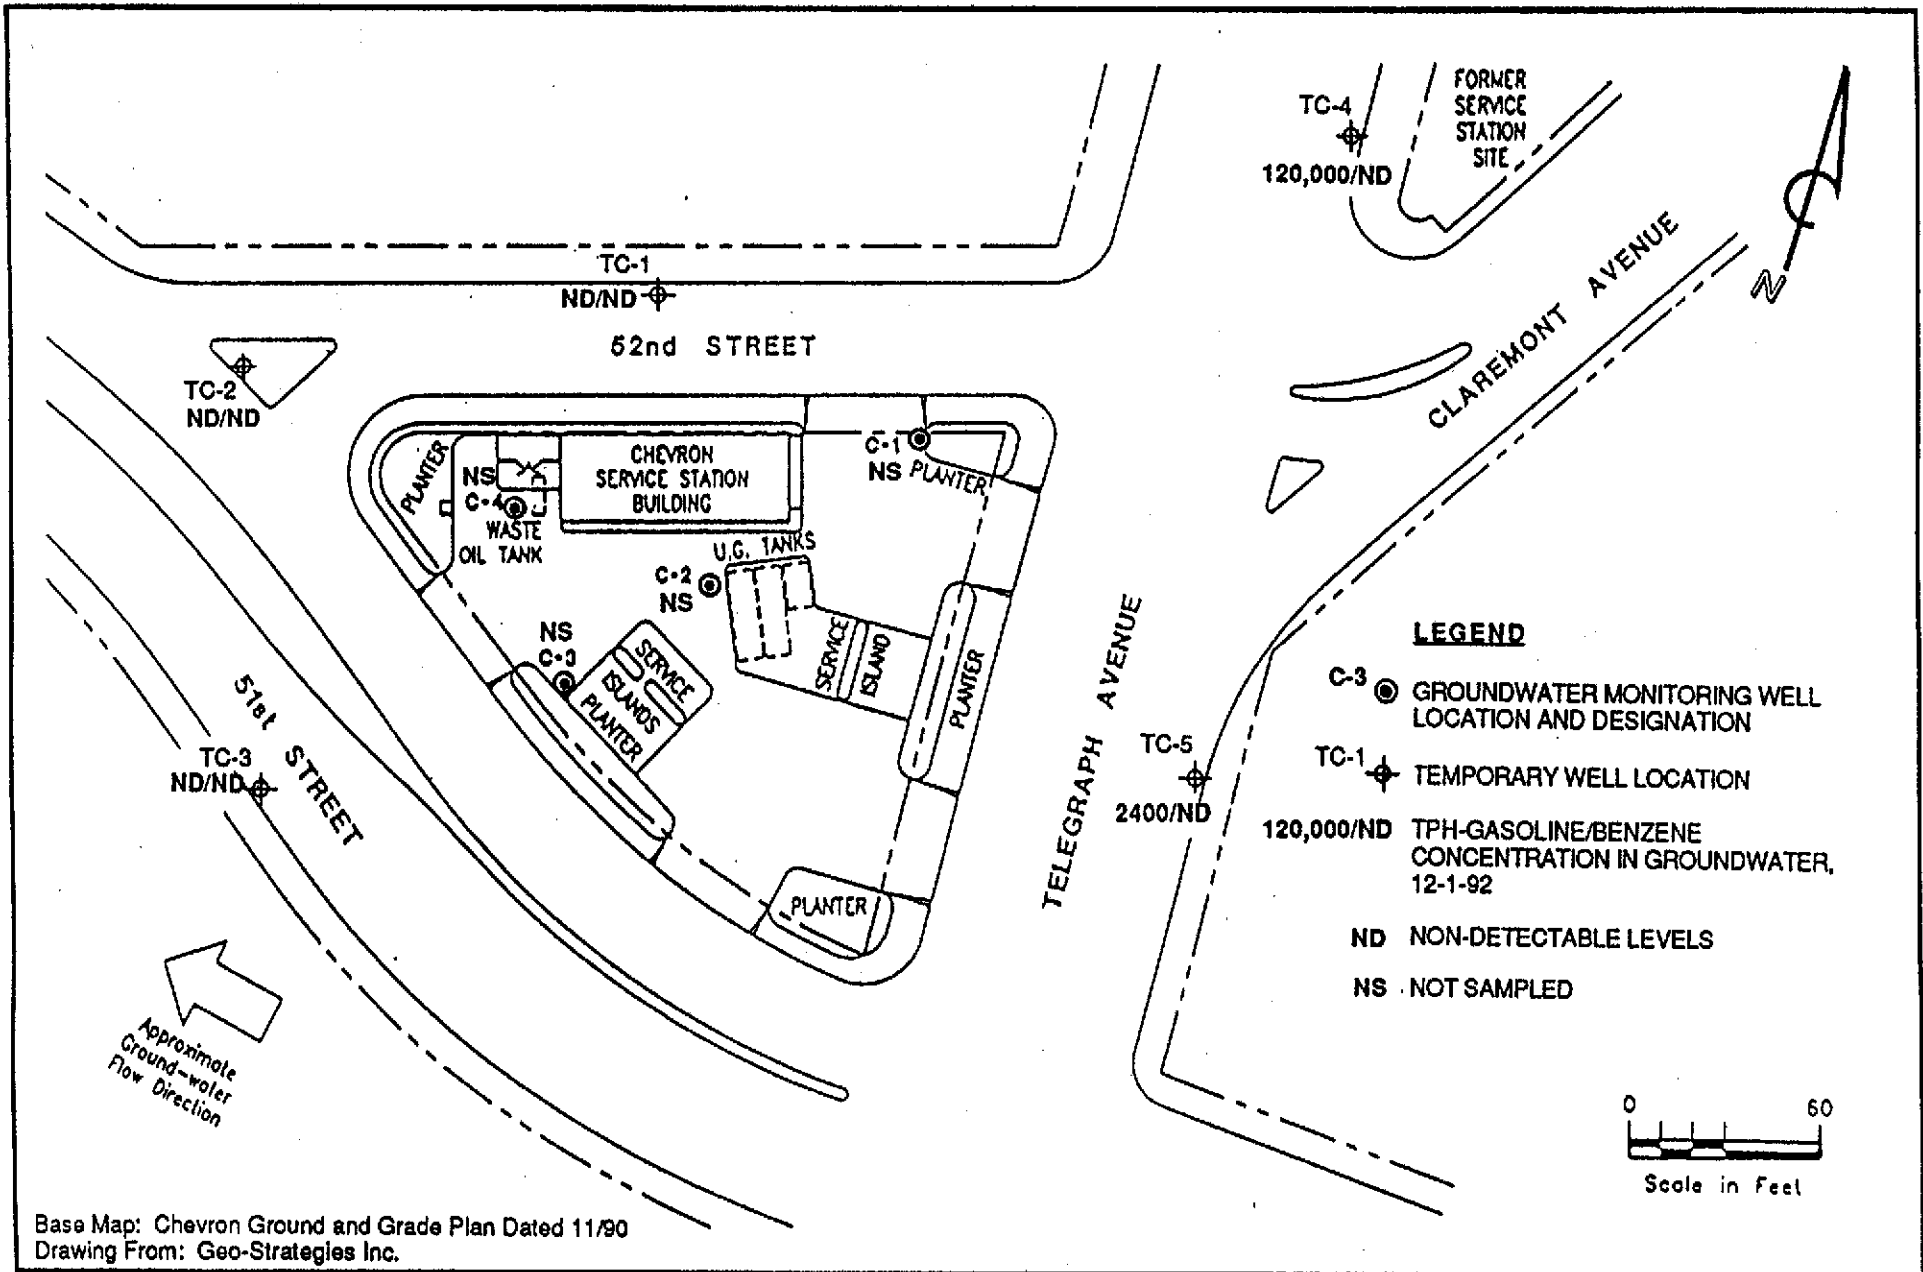 FORMER
SERVICE
STATION
SITE
TC-4
120,000/ND
N
TC-1
ND/ND
52nd STREET
CLAREMONT AVENUE
TC-2
ND/ND
PLANTER
NS
C-4
WASTE
OIL TANK
CHEVRON
SERVICE STATION
BUILDING
C-1
NS
PLANTER
U.G. TANKS
C-2
NS
NS
C-3
SERVICE
ISLANDS
PLANTER
SERVICE
ISLAND
PLANTER
51st STREET
TC-3
ND/ND
TELEGRAPH AVENUE
TC-5
2400/ND
PLANTER
LEGEND
C-3 GROUNDWATER MONITORING WELL
LOCATION AND DESIGNATION
TC-1 TEMPORARY WELL LOCATION
120,000/ND TPH-GASOLINE/BENZENE
CONCENTRATION IN GROUNDWATER,
12-1-92
ND NON-DETECTABLE LEVELS
NS NOT SAMPLED
Approximate
Ground-water
Flow Direction
0 60
Scale in Feet
Base Map: Chevron Ground and Grade Plan Dated 11/90
Drawing From: Geo-Strategies Inc.